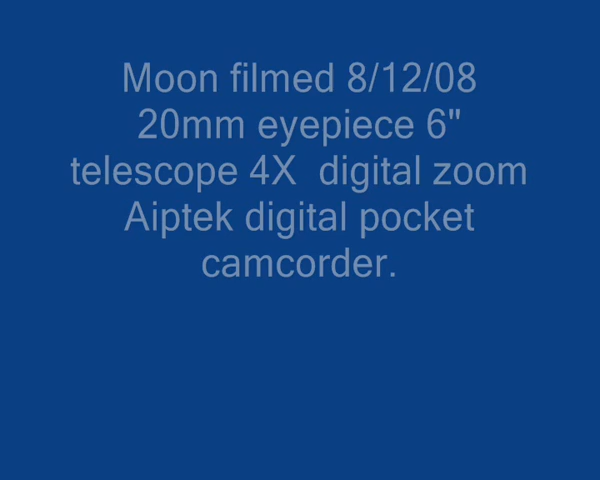 Moon filmed 8/12/08
20mm eyepiece 6"
telescope 4X  digital zoom
Aiptek digital pocket
camcorder.